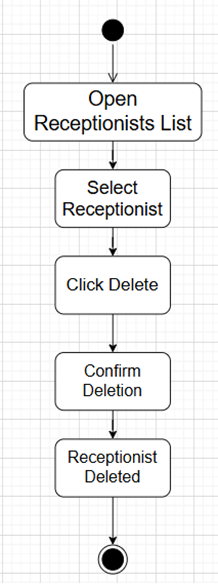 Open
Receptionists List
Select
Receptionist
Click Delete
Confirm
Deletion
Receptionist
Deleted